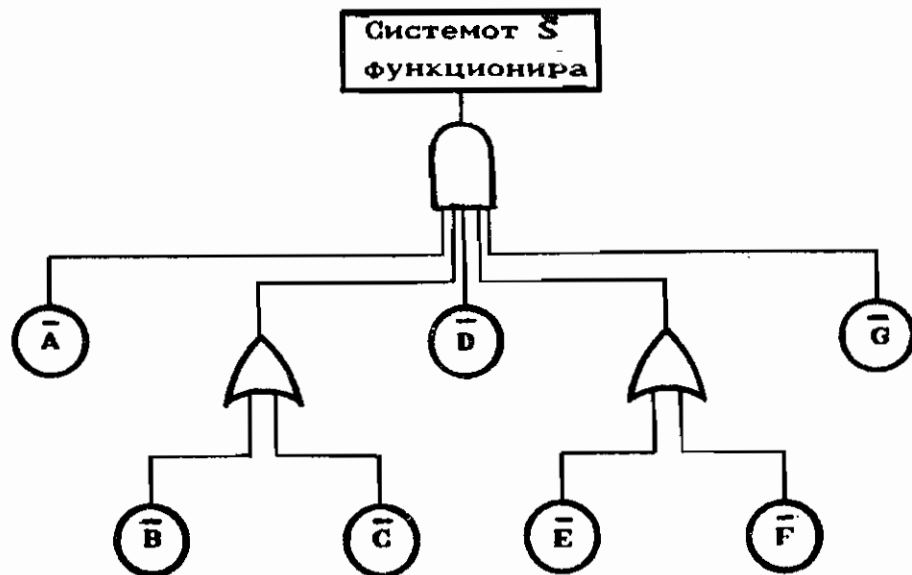 Системот S̄
функционира
Ā
D̄
Ḡ
B̄
C̄
Ē
F̄